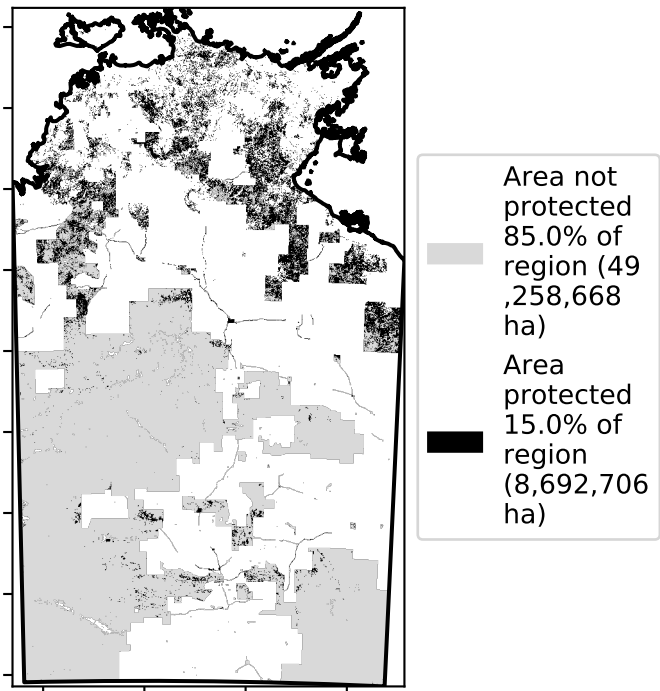 Area not
protected
85.0% of
region (49
,258,668
ha)
Area
protected
15.0% of
region
(8,692,706
ha)